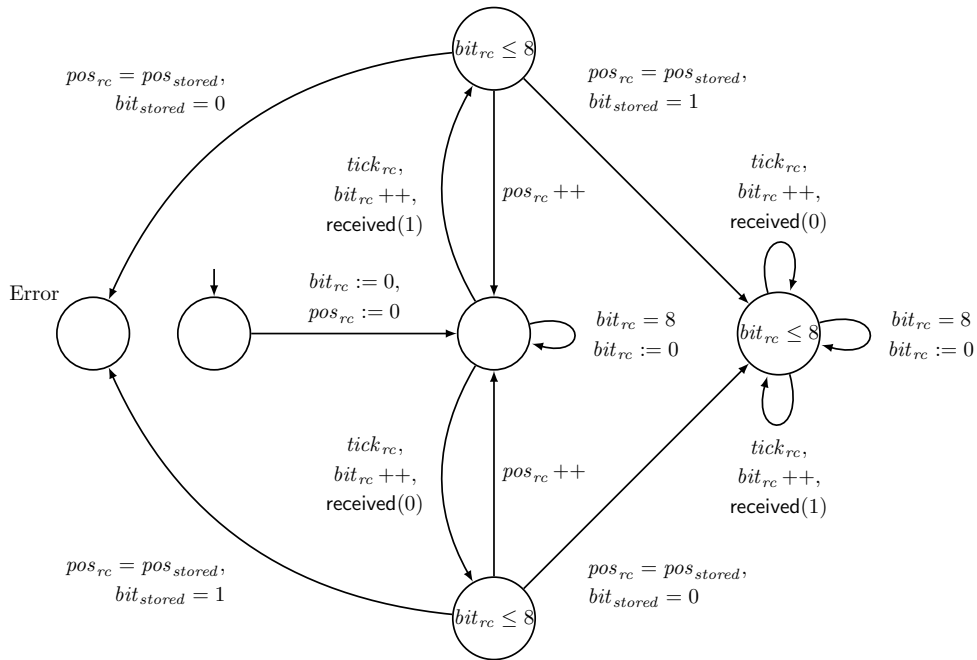 bit_rc ≤ 8
pos_rc = pos_stored,
bit_stored = 0
pos_rc = pos_stored,
bit_stored = 1
tick_rc,
bit_rc ++,
received(1)
pos_rc ++
tick_rc,
bit_rc ++,
received(0)
Error
bit_rc := 0,
pos_rc := 0
bit_rc = 8
bit_rc := 0
bit_rc ≤ 8
bit_rc = 8
bit_rc := 0
tick_rc,
bit_rc ++,
received(0)
pos_rc ++
tick_rc,
bit_rc ++,
received(1)
pos_rc = pos_stored,
bit_stored = 1
pos_rc = pos_stored,
bit_stored = 0
bit_rc ≤ 8